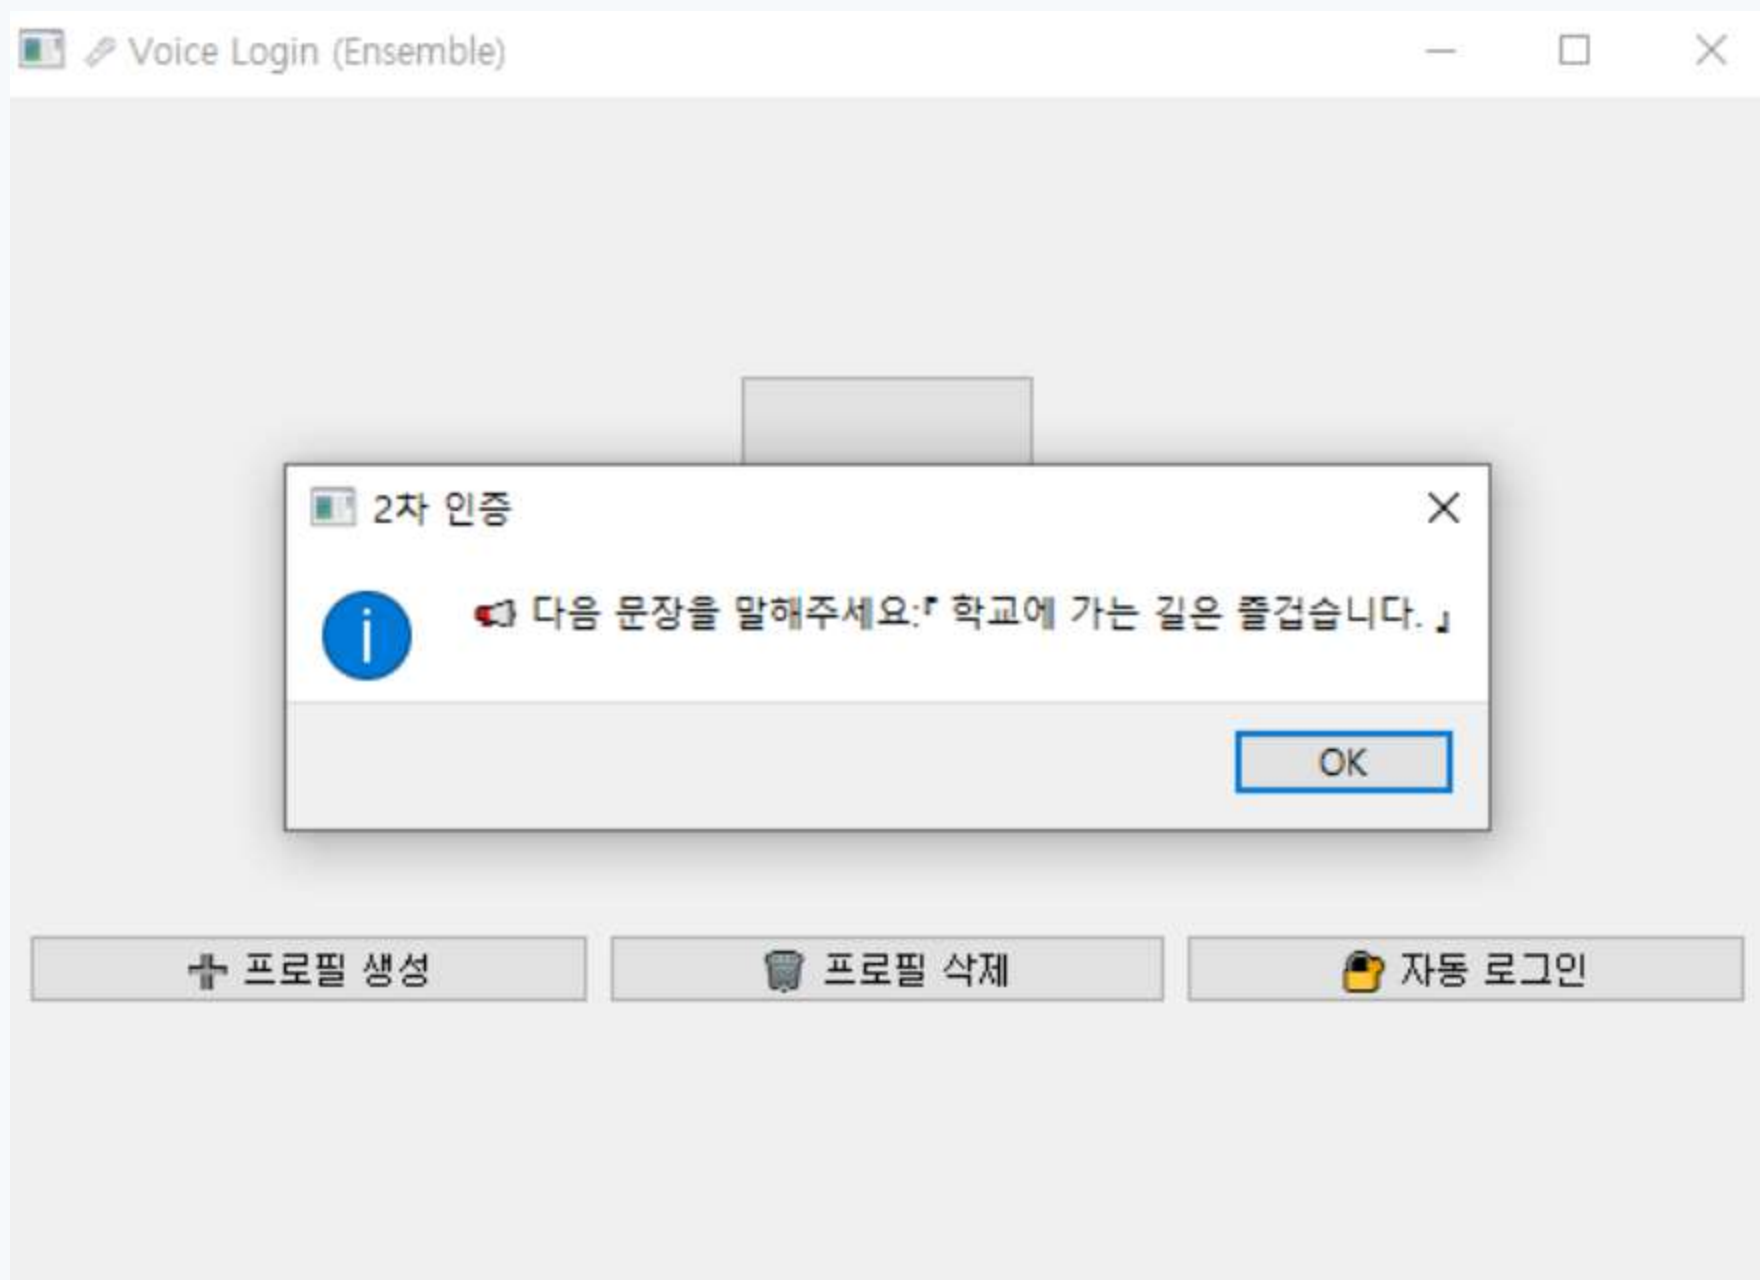 Voice Login (Ensemble)
2차 인증
다음 문장을 말해주세요:『 학교에 가는 길은 즐겁습니다. 』
OK
프로필 생성
프로필 삭제
자동 로그인